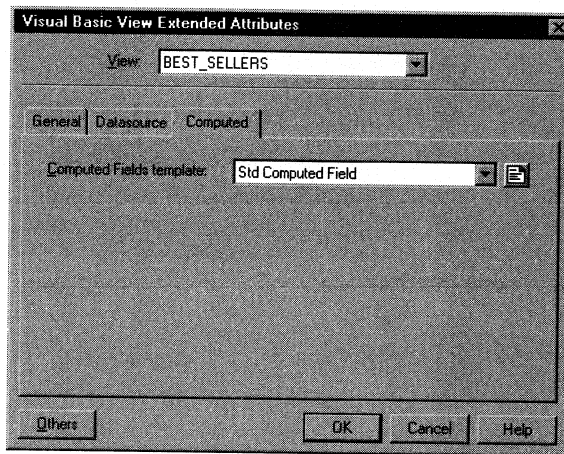 Visual Basic View Extended Attributes
View: BEST_SELLERS
General Datasource Computed
Computed Fields template: Std Computed Field
Others OK Cancel Help